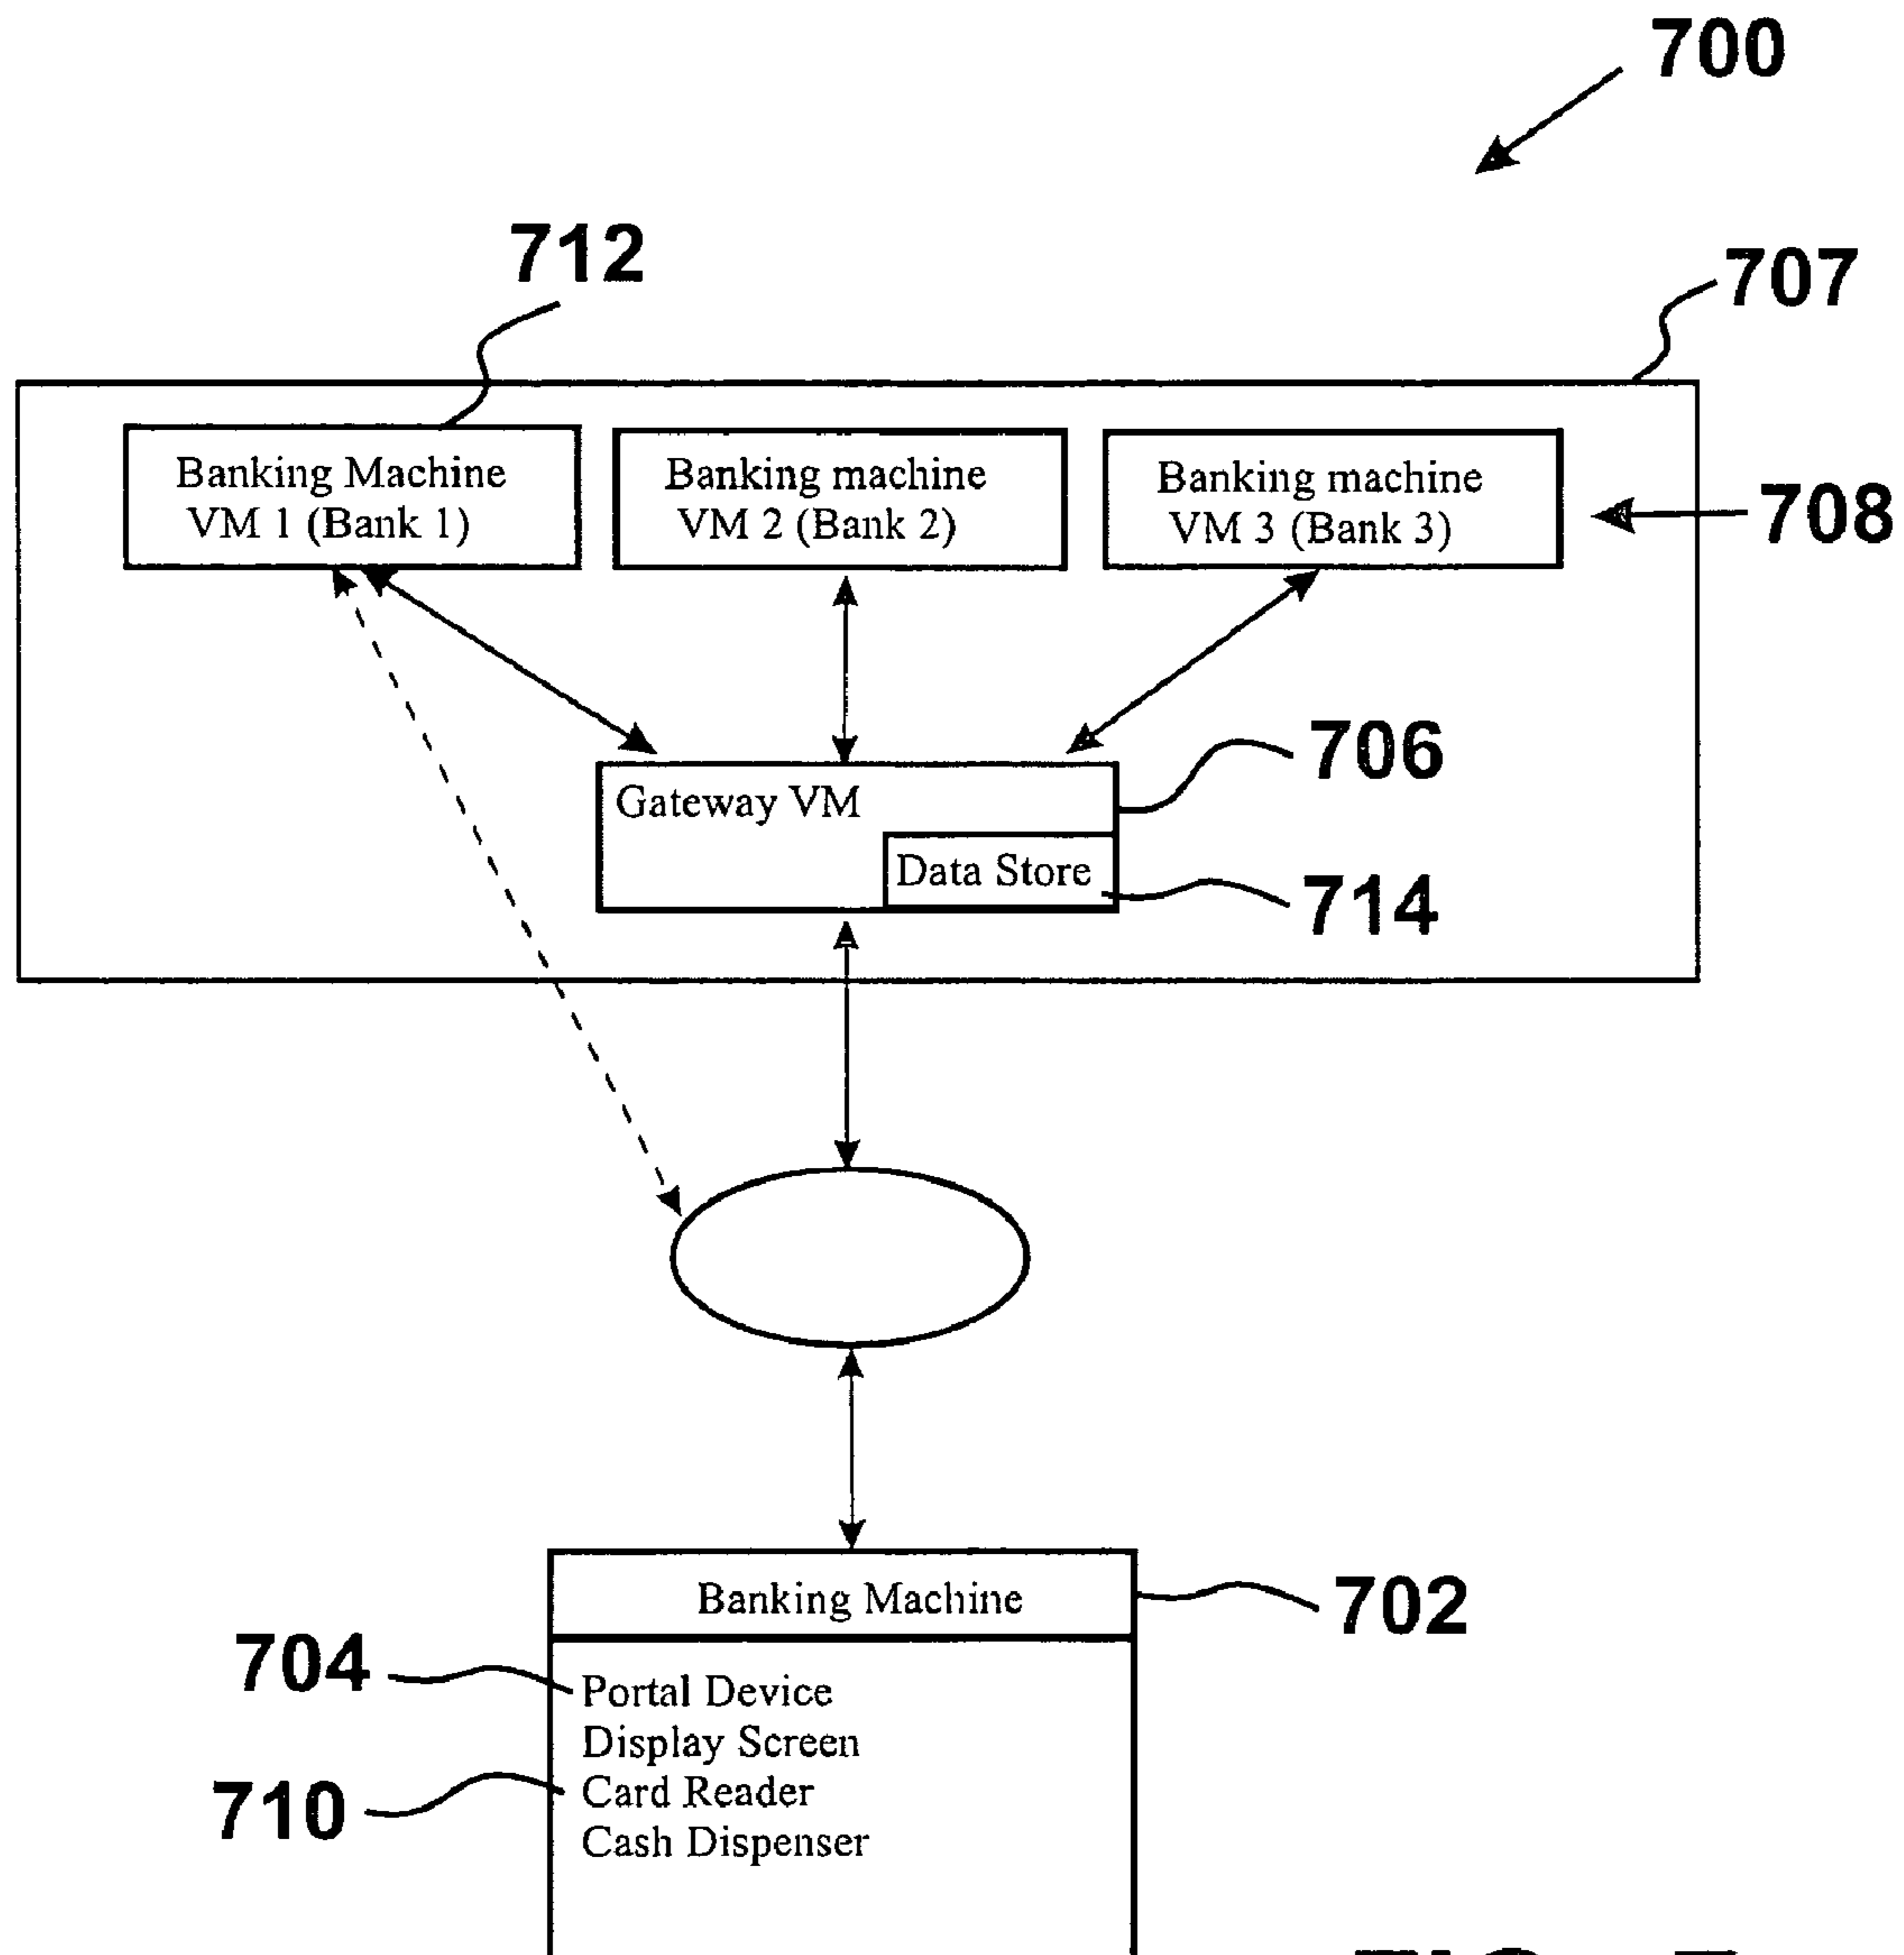 700
712
707
Banking Machine
VM 1 (Bank 1)
Banking machine
VM 2 (Bank 2)
Banking machine
VM 3 (Bank 3)
708
706
Gateway VM
Data Store
714
Banking Machine
702
704
Portal Device
Display Screen
710
Card Reader
Cash Dispenser